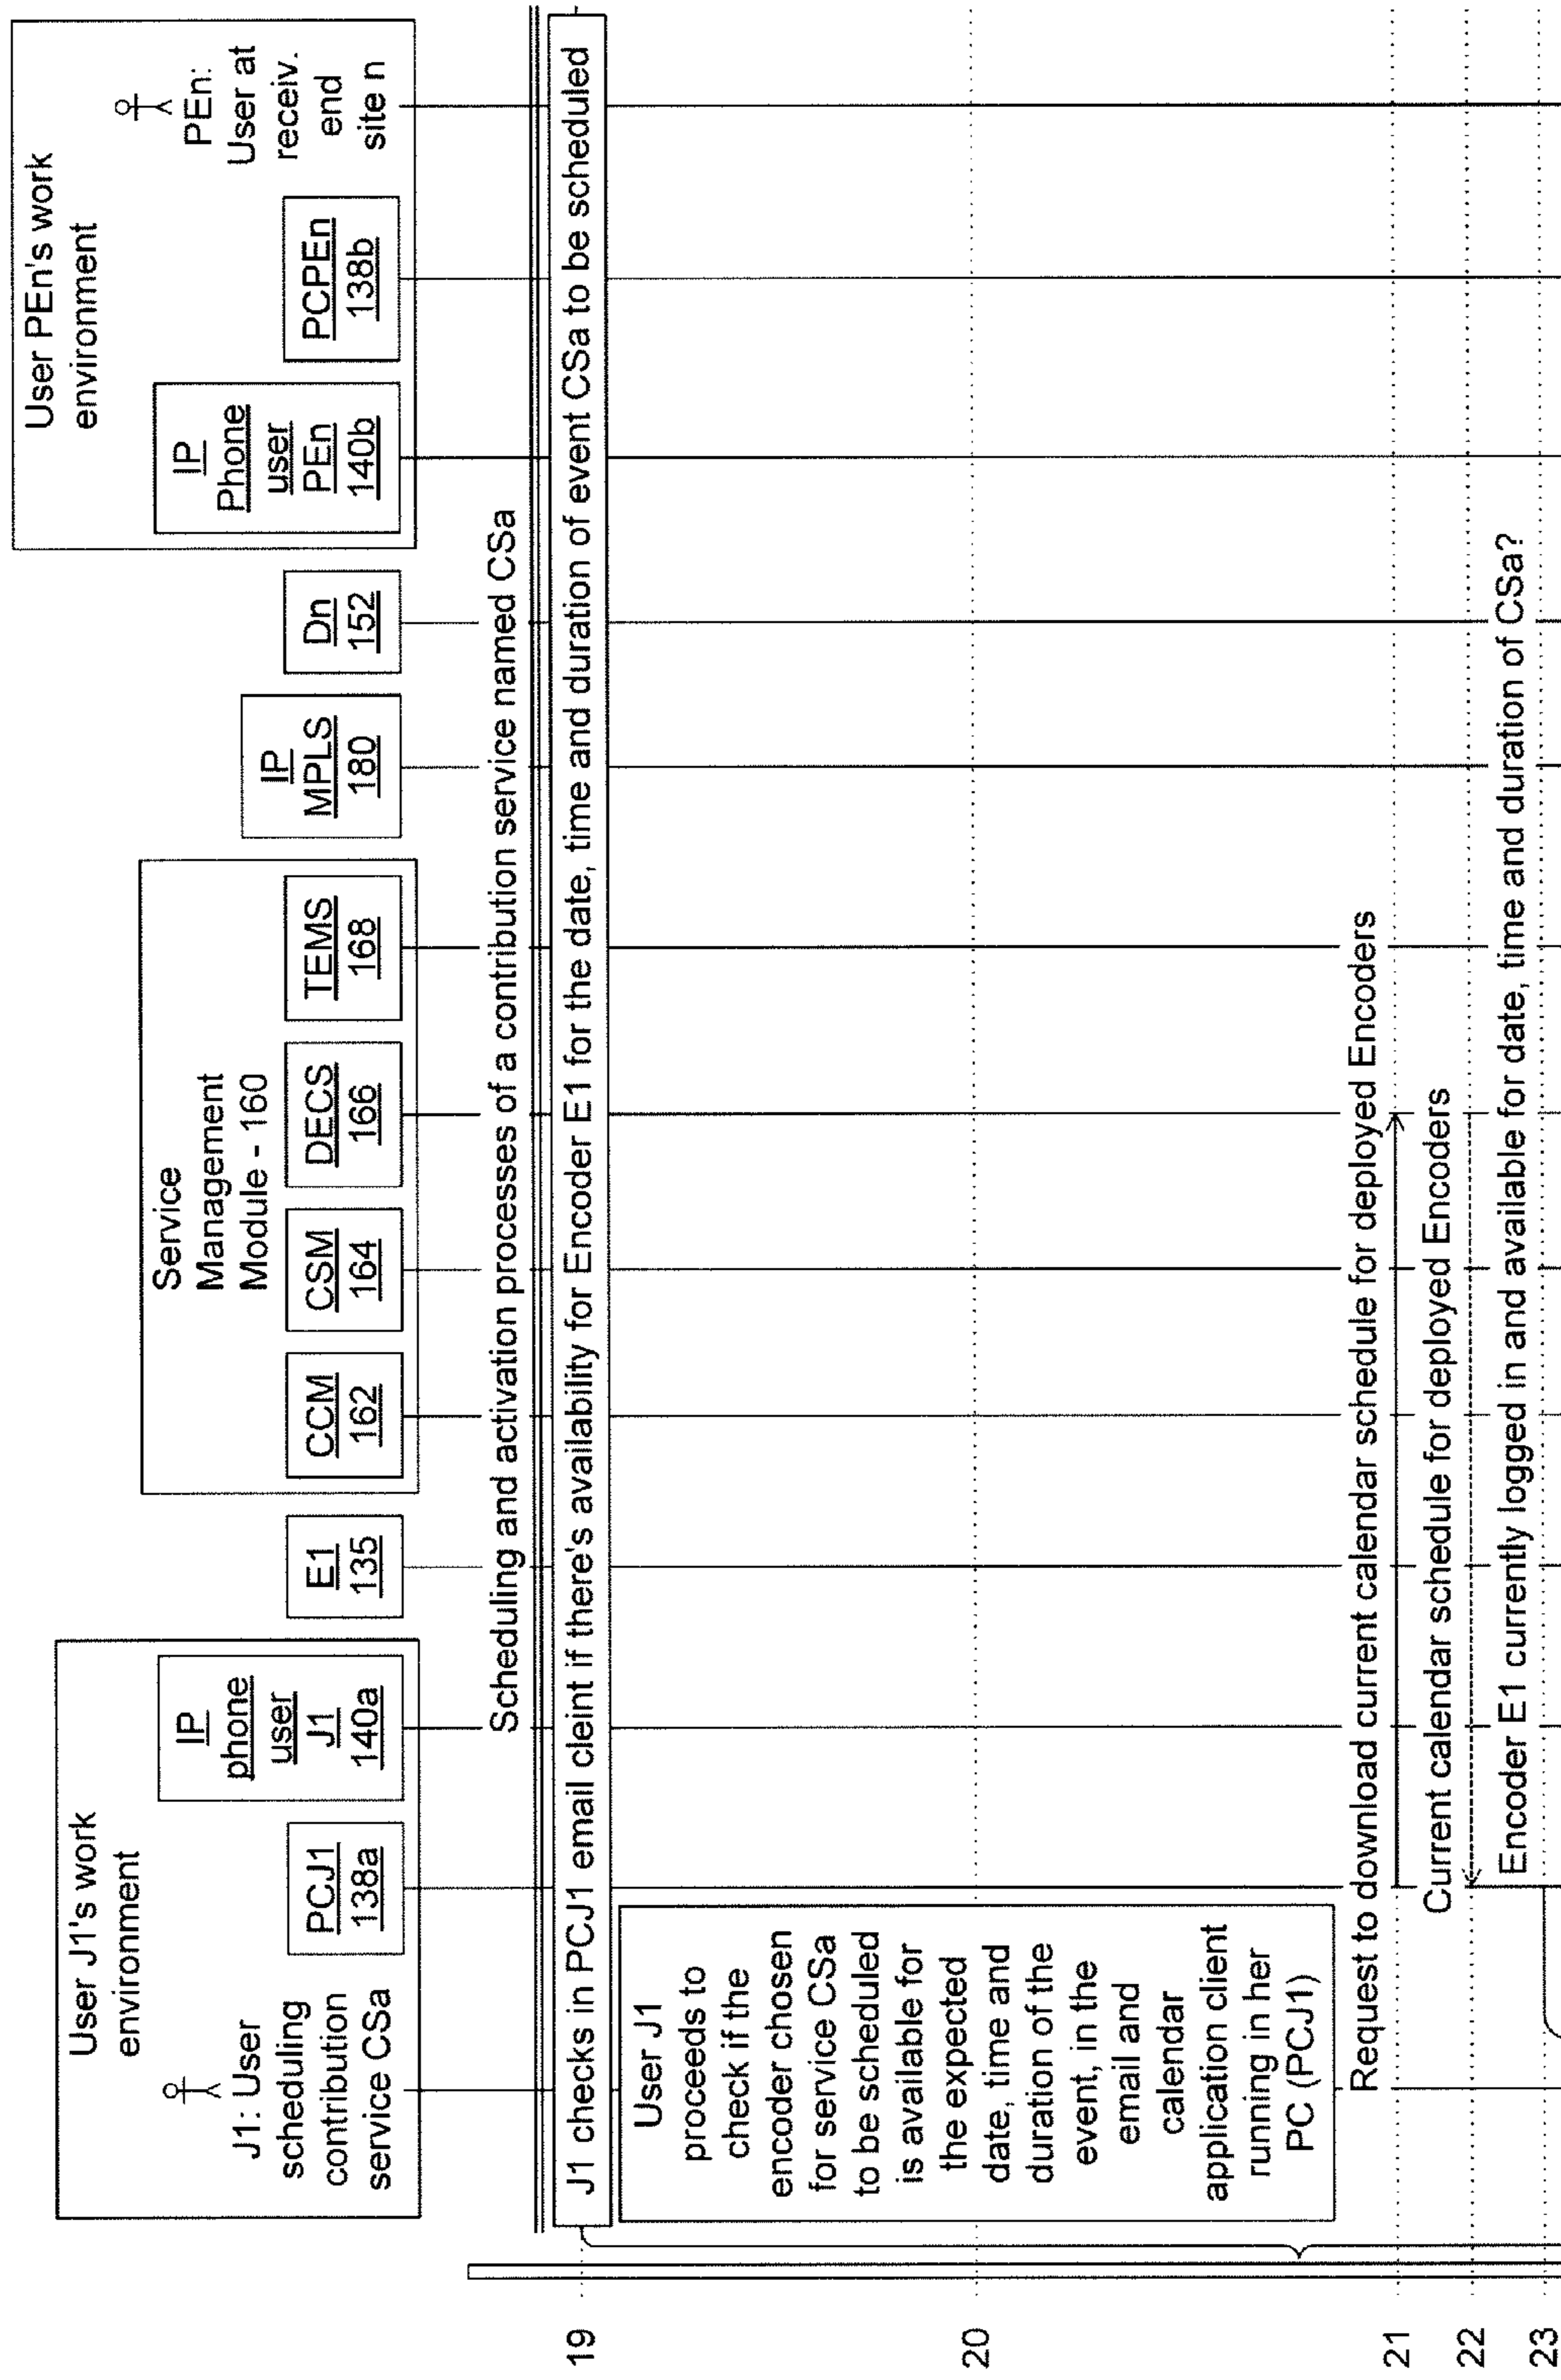 User J1's work
environment
J1: User
scheduling
contribution
service CSa
PCJ1
138a
IP
phone
user
J1
140a
E1
135
Service
Management
Module - 160
CCM
162
CSM
164
DECS
166
TEMS
168
IP
MPLS
180
Dn
152
User PEn's work
environment
IP
Phone
user
PEn
140b
PCPEn
138b
PEn:
User at
receiv.
end
site n
Scheduling and activation processes of a contribution service named CSa
19
J1 checks in PCJ1 email cleint if there's availability for Encoder E1 for the date, time and duration of event CSa to be scheduled
20
User J1
proceeds to
check if the
encoder chosen
for service CSa
to be scheduled
is available for
the expected
date, time and
duration of the
event, in the
email and
calendar
application client
running in her
PC (PCJ1)
21
Request to download current calendar schedule for deployed Encoders
22
Current calendar schedule for deployed Encoders
23
Encoder E1 currently logged in and available for date, time and duration of CSa?